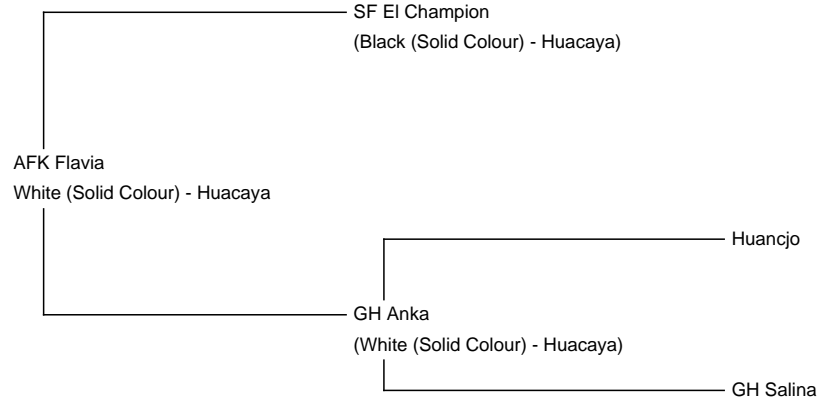 SF El Champion
(Black (Solid Colour) - Huacaya)
AFK Flavia
White (Solid Colour) - Huacaya
Huancjo
GH Anka
(White (Solid Colour) - Huacaya)
GH Salina